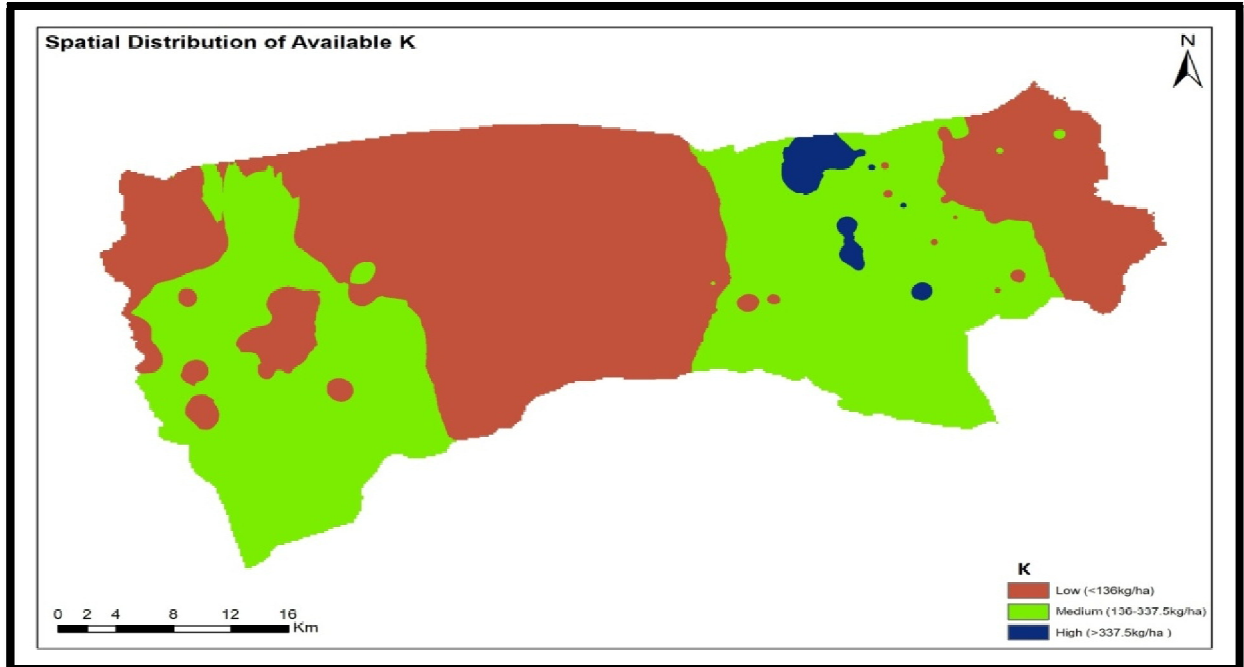 Spatial Distribution of Available K
N
K
Low (<136kg/ha)
Medium (136-337.5kg/ha)
High (>337.5kg/ha )
0 2 4 8 12 16
Km